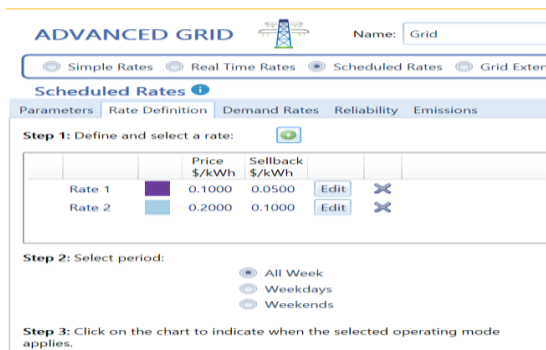 ADVANCED GRID Name: Grid
Simple Rates Real Time Rates Scheduled Rates Grid Exten
Scheduled Rates i
Parameters Rate Definition Demand Rates Reliability Emissions
Step 1: Define and select a rate:
Price Sellback
$/kWh $/kWh
Rate 1 0.1000 0.0500 Edit
Rate 2 0.2000 0.1000 Edit
Step 2: Select period:
All Week
Weekdays
Weekends
Step 3: Click on the chart to indicate when the selected operating mode
applies.